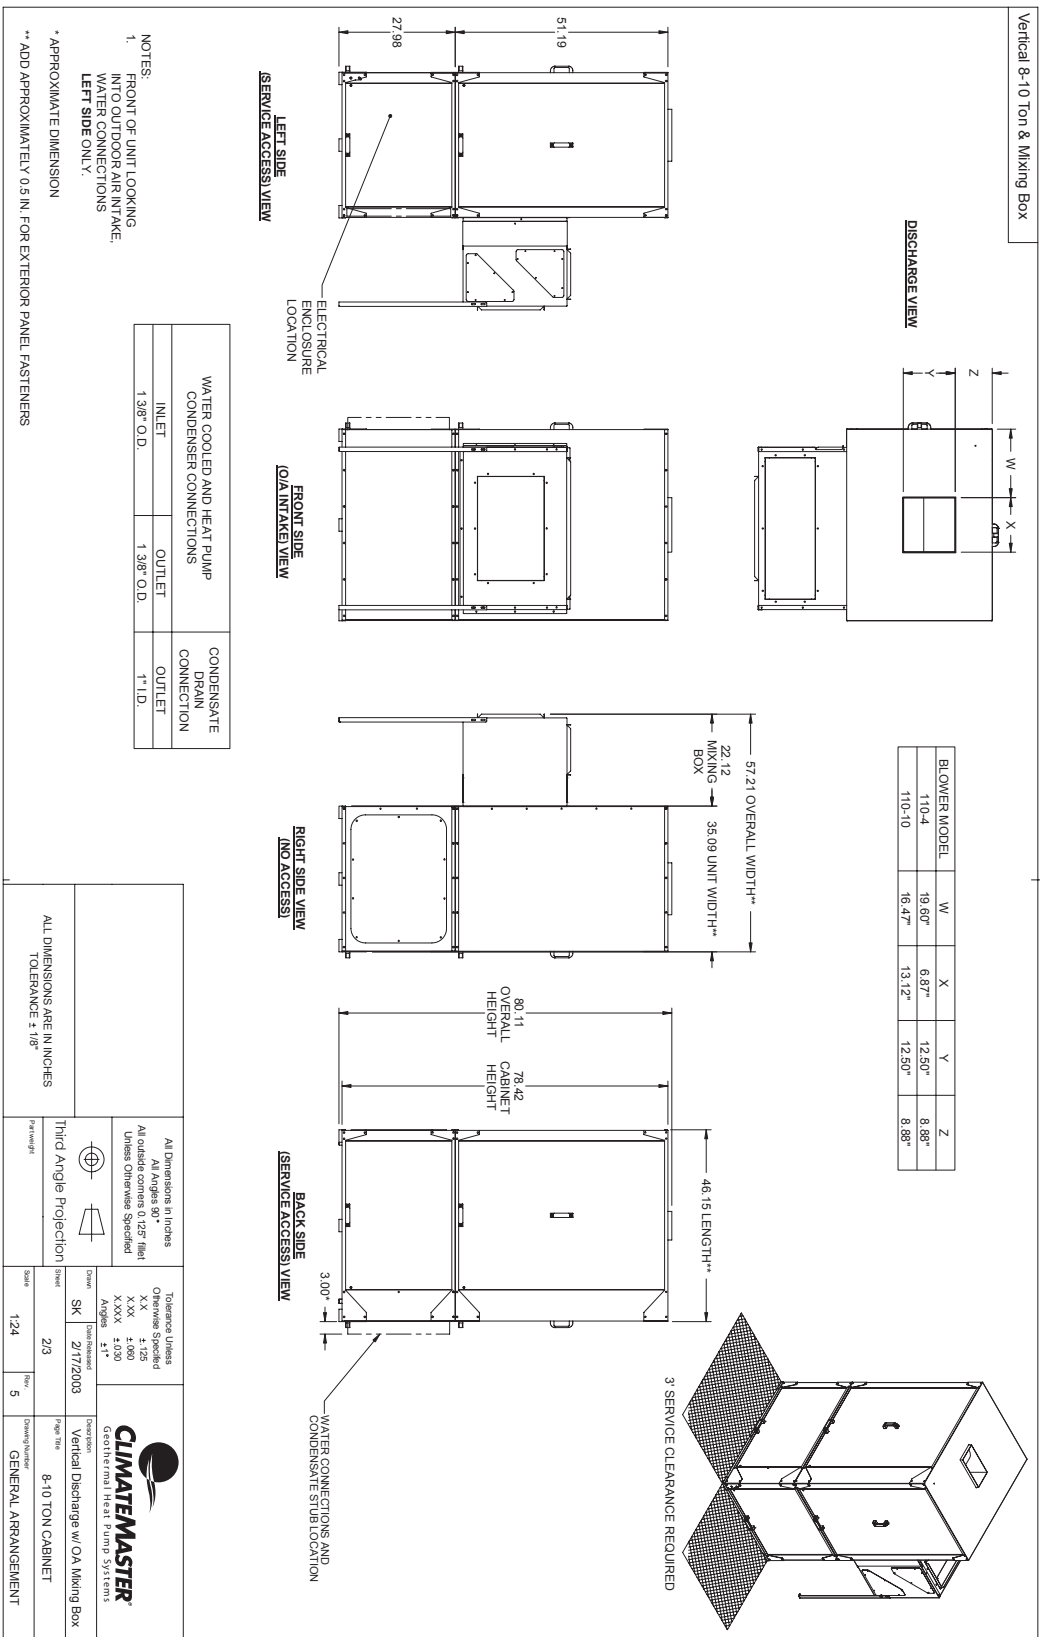 Vertical 8-10 Ton & Mixing Box
DISCHARGE VIEW
Z
Y
W
X
BLOWER MODEL W X Y Z
110-4 19.60" 6.87" 12.50" 8.88"
110-10 16.47" 13.12" 12.50" 8.88"
3' SERVICE CLEARANCE REQUIRED
51.19
27.98
LEFT SIDE
(SERVICE ACCESS) VIEW
ELECTRICAL
ENCLOSURE
LOCATION
FRONT SIDE
(O/A INTAKE) VIEW
57.21 OVERALL WIDTH**
22.12
MIXING
BOX
35.09 UNIT WIDTH**
RIGHT SIDE VIEW
(NO ACCESS)
80.11
OVERALL
HEIGHT
78.42
CABINET
HEIGHT
46.15 LENGTH**
BACK SIDE
(SERVICE ACCESS) VIEW
3.00*
WATER CONNECTIONS AND
CONDENSATE STUB LOCATION
NOTES:
1. FRONT OF UNIT LOOKING
INTO OUTDOOR AIR INTAKE,
WATER CONNECTIONS
LEFT SIDE ONLY.
* APPROXIMATE DIMENSION
** ADD APPROXIMATELY 0.5 IN. FOR EXTERIOR PANEL FASTENERS
WATER COOLED AND HEAT PUMP
CONDENSER CONNECTIONS
CONDENSATE
DRAIN
CONNECTION
INLET OUTLET OUTLET
1 3/8" O.D. 1 3/8" O.D. 1" I.D.
ALL DIMENSIONS ARE IN INCHES
TOLERANCE ± 1/8"
All Dimensions in Inches
All Angles 90°
All outside corners 0.125" fillet
Unless Otherwise Specified
Third Angle Projection
Part weight
Tolerance Unless
Otherwise Specified
X.X ±.125
X.XX ±.060
X.XXX ±.030
Angles ±1°
Drawn
SK
Date Released
2/17/2003
Sheet
2/3
Scale
1:24
Rev.
5
CLIMATEMASTER®
Geothermal Heat Pump Systems
Description
Vertical Discharge w/ OA Mixing Box
Page Title
8-10 TON CABINET
Drawing Number
GENERAL ARRANGEMENT